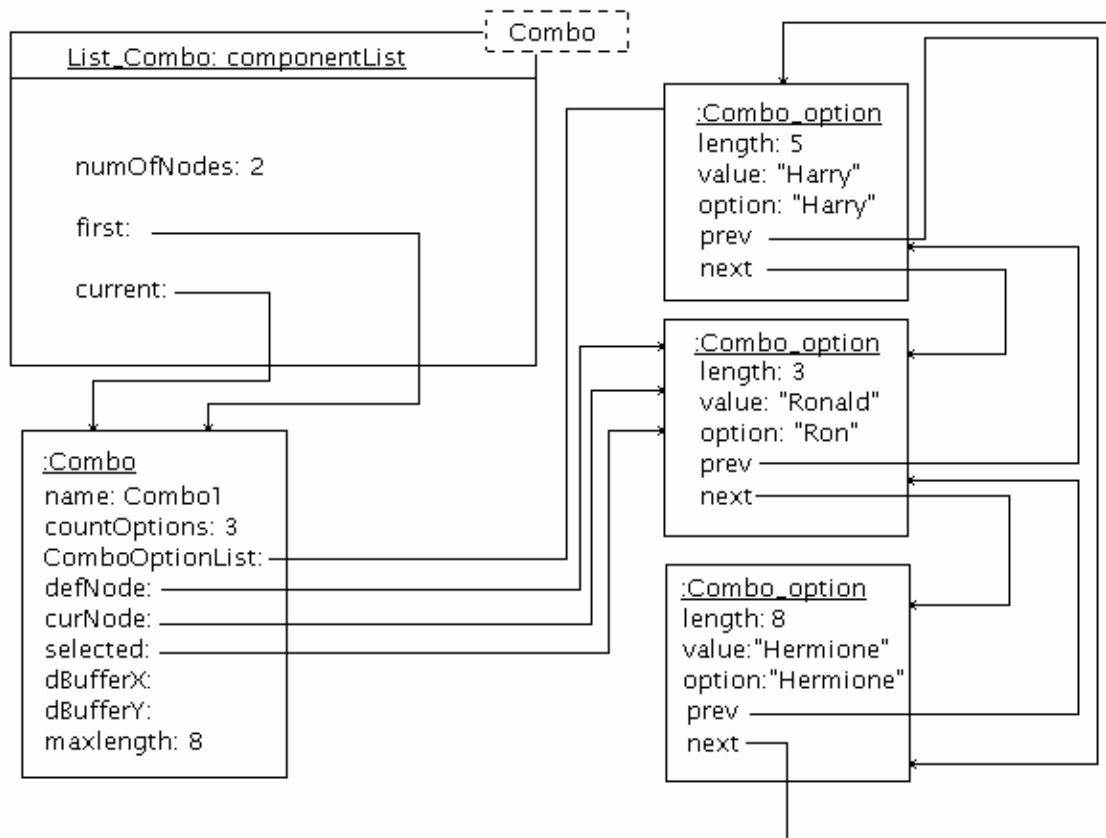 Combo
List_Combo: componentList
numOfNodes: 2
first:
current:
:Combo
name: Combo1
countOptions: 3
ComboOptionList:
defNode:
curNode:
selected:
dBufferX:
dBufferY:
maxlength: 8
:Combo_option
length: 5
value: "Harry"
option: "Harry"
prev
next
:Combo_option
length: 3
value: "Ronald"
option: "Ron"
prev
next
:Combo_option
length: 8
value:"Hermione"
option:"Hermione"
prev
next